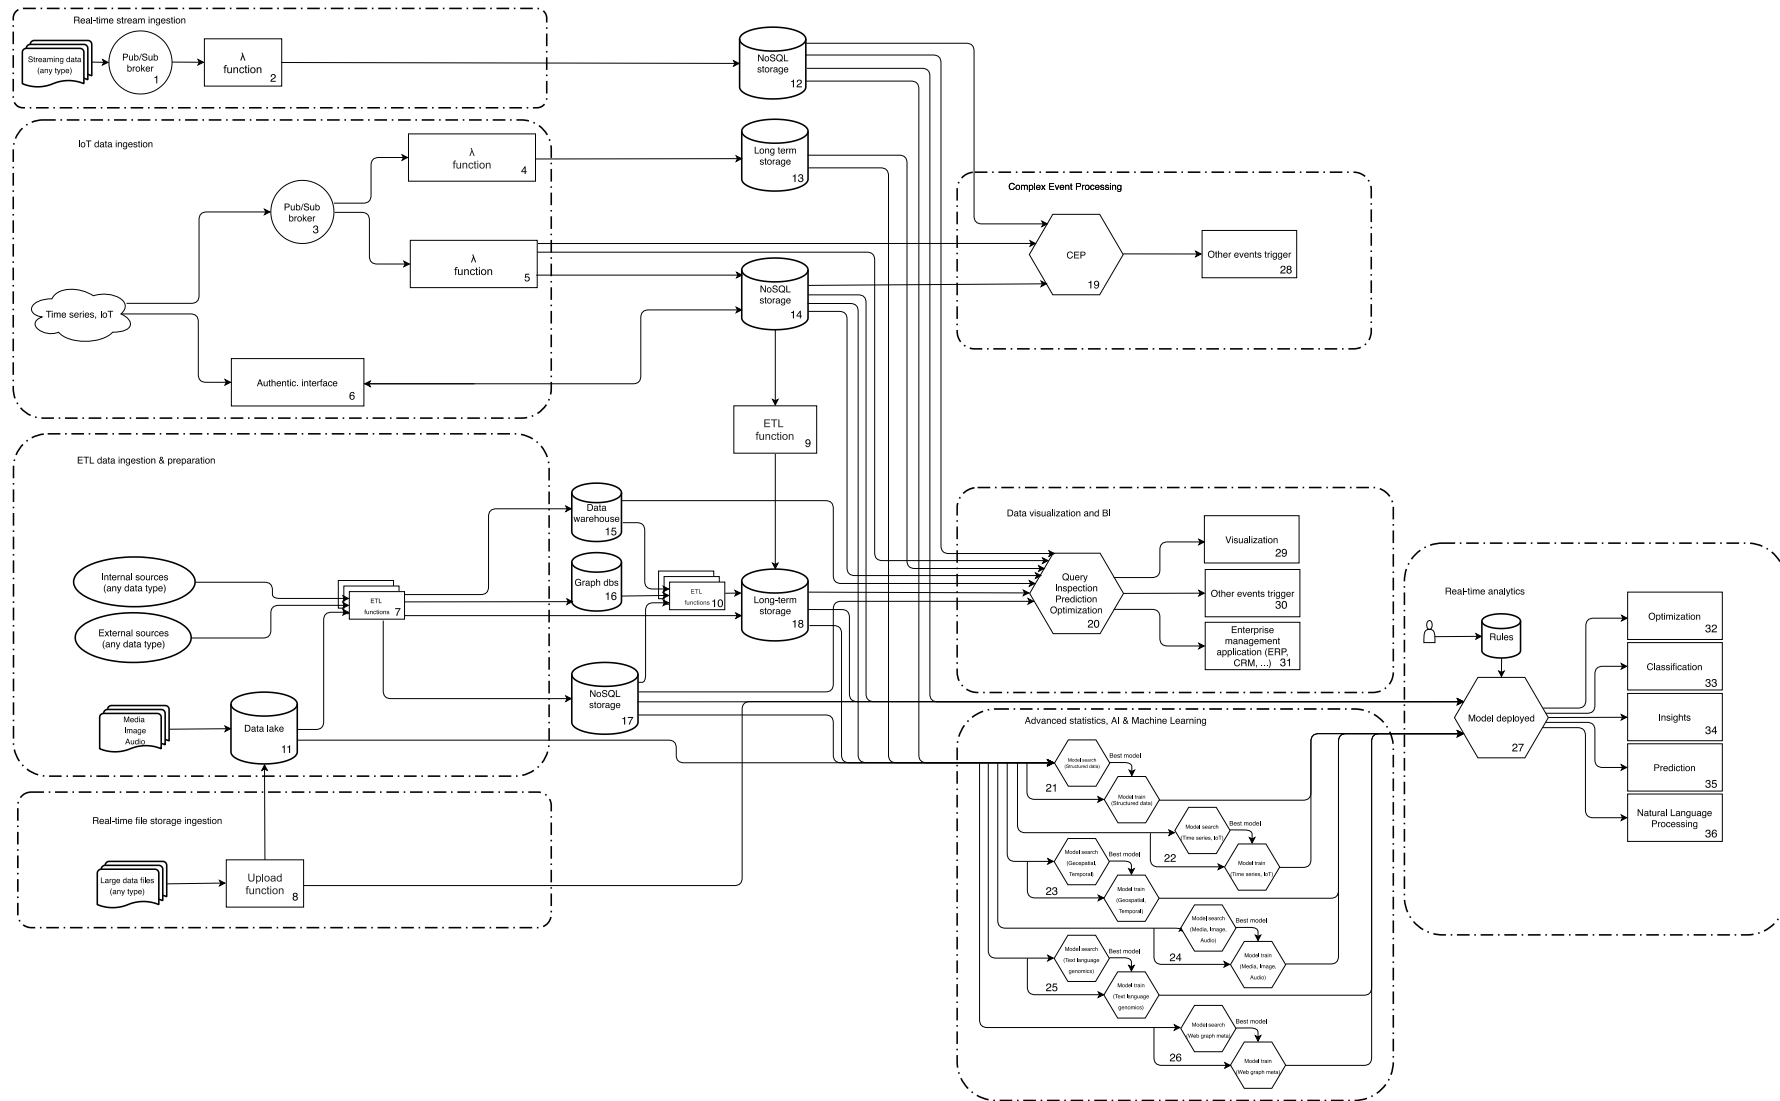 Real-time stream ingestion
Streaming data
(any type)
Pub/Sub
broker
1
λ
function
2
NoSQL
storage
12
IoT data ingestion
λ
function
4
Long term
storage
13
Pub/Sub
broker
3
λ
function
5
Time series, IoT
NoSQL
storage
14
Authentic. interface
6
ETL
function
9
Complex Event Processing
CEP
19
Other events trigger
28
ETL data ingestion & preparation
Internal sources
(any data type)
External sources
(any data type)
ETL
functions
7
Media
Image
Audio
Data lake
11
Data
warehouse
15
Graph dbs
16
ETL
functions
10
Long-term
storage
18
NoSQL
storage
17
Real-time file storage ingestion
Large data files
(any type)
Upload
function
8
Data visualization and BI
Query
Inspection
Prediction
Optimization
20
Visualization
29
Other events trigger
30
Enterprise
management
application (ERP,
CRM, ...)
31
Advanced statistics, AI & Machine Learning
Model search
(Structured data)
Best model
21
Model train
(Structured data)
Model search
(Time series, IoT)
Best model
22
Model train
(Time series, IoT)
Model search
(Geospatial,
Temporal)
Best model
23
Model train
(Geospatial,
Temporal)
Model search
(Media, Image,
Audio)
Best model
24
Model train
(Media, Image,
Audio)
Model search
(Text language
genomics)
Best model
25
Model train
(Text language
genomics)
Model search
(Web graph meta)
Best model
26
Model train
(Web graph meta)
Real-time analytics
Rules
Model deployed
27
Optimization
32
Classification
33
Insights
34
Prediction
35
Natural Language
Processing
36